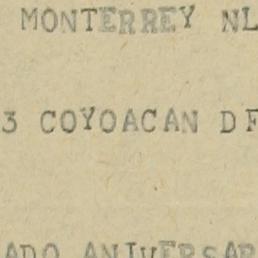 MONTERREY NL
3 COYOACAN DF
ADO ANIVERSAR